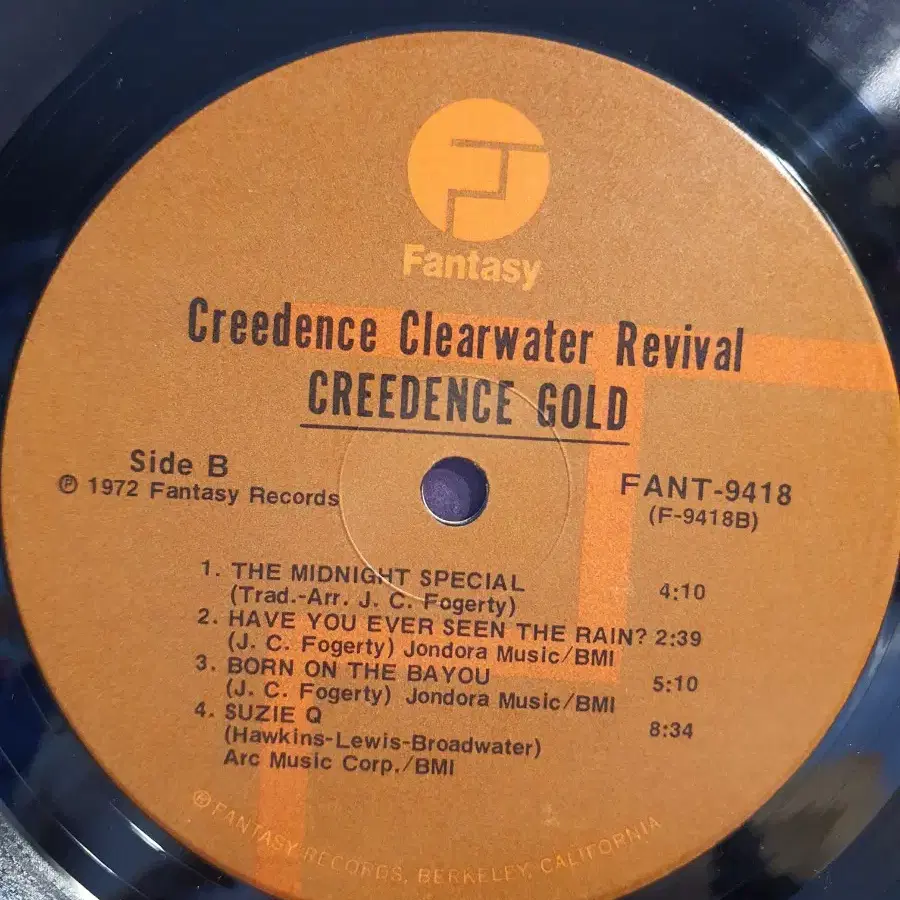 Fantasy
Creedence Clearwater Revival
CREEDENCE GOLD
Side B
℗ 1972 Fantasy Records
FANT-9418
(F-9418B)
1. THE MIDNIGHT SPECIAL 4:10
(Trad.-Arr. J. C. Fogerty)
2. HAVE YOU EVER SEEN THE RAIN? 2:39
(J. C. Fogerty) Jondora Music/BMI
3. BORN ON THE BAYOU 5:10
(J. C. Fogerty) Jondora Music/BMI
4. SUZIE Q 8:34
(Hawkins-Lewis-Broadwater)
Arc Music Corp./BMI
®FANTASY RECORDS, BERKELEY, CALIFORNIA